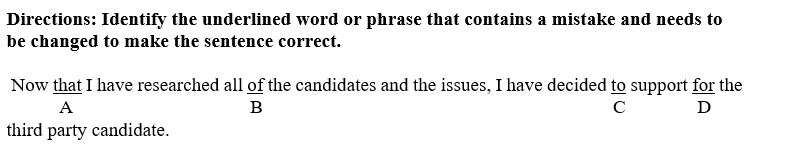 Directions: Identify the underlined word or phrase that contains a mistake and needs to
be changed to make the sentence correct.
Now that I have researched all of the candidates and the issues, I have decided to support for the
A B C D
third party candidate.